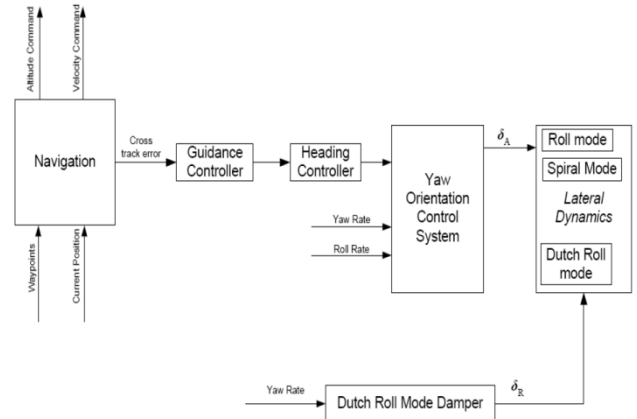 Altitude Command
Velocity Command
Navigation
Waypoints
Current Position
Cross
track error
Guidance
Controller
Heading
Controller
Yaw Rate
Roll Rate
Yaw
Orientation
Control
System
δA
Roll mode
Spiral Mode
Lateral
Dynamics
Dutch Roll
mode
Yaw Rate
Dutch Roll Mode Damper
δR